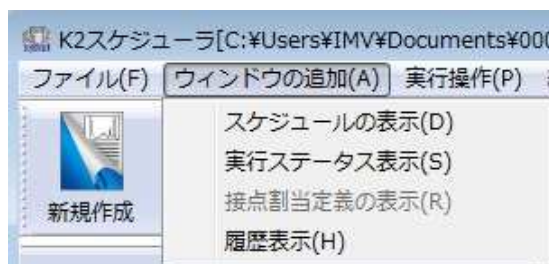 K2スケジューラ[C:¥Users¥IMV¥Documents¥000
ファイル(F) ウィンドウの追加(A) 実行操作(P)
スケジュールの表示(D)
実行ステータス表示(S)
新規作成
接点割当定義の表示(R)
履歴表示(H)